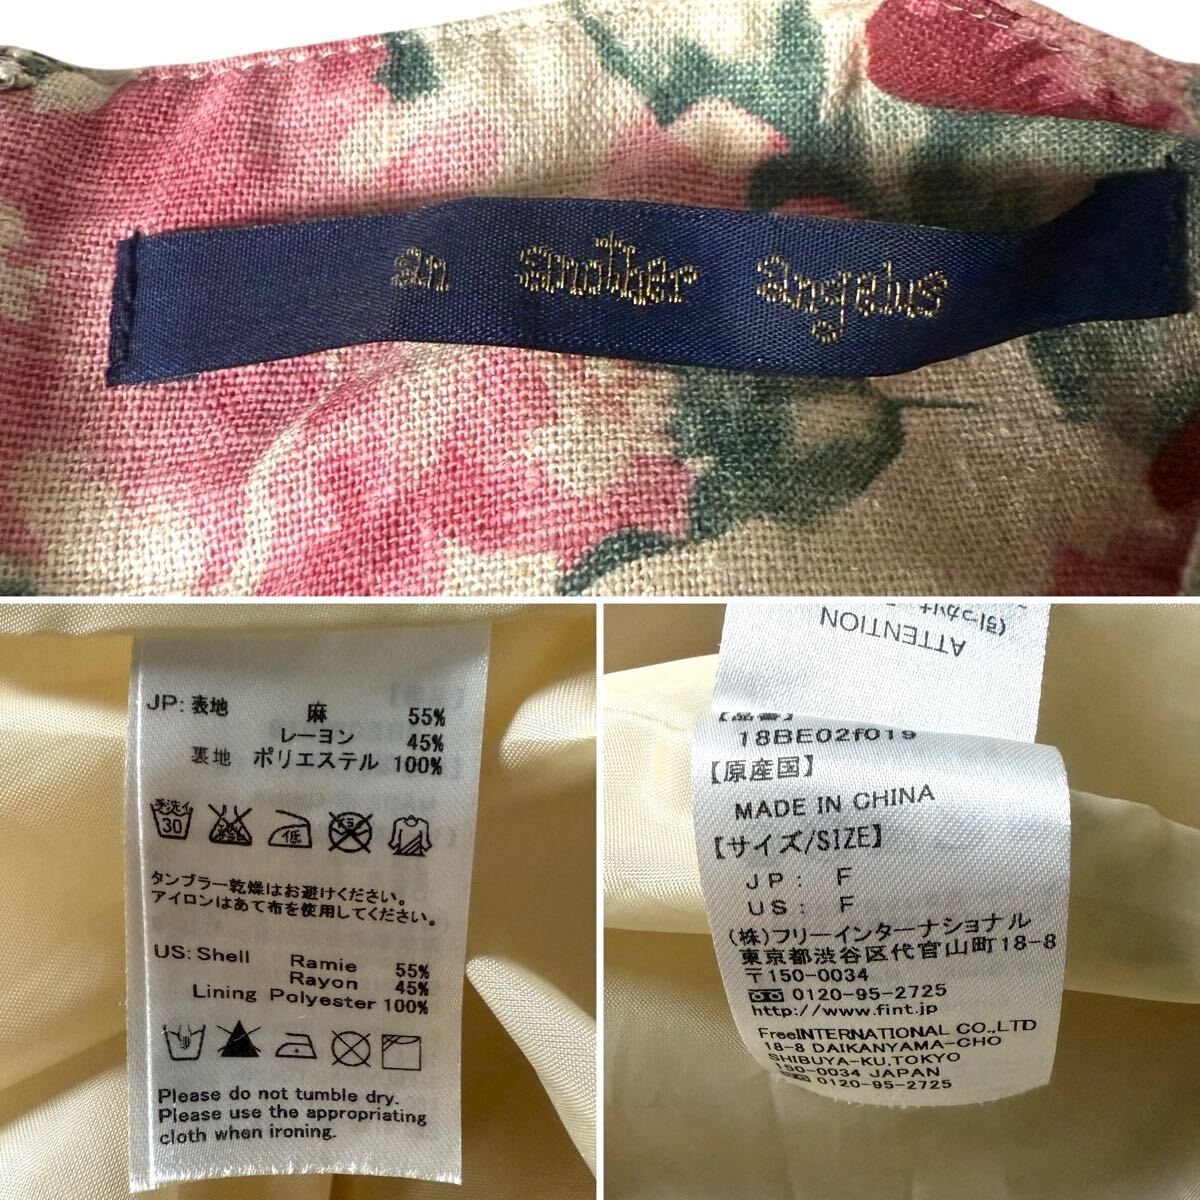 an another angelus
JP: 表地 麻 55%
レーヨン 45%
裏地 ポリエステル 100%
手洗イ
30
低
タンブラー乾燥はお避けください。
アイロンはあて布を使用してください。
US: Shell Ramie 55%
Rayon 45%
Lining Polyester 100%
Please do not tumble dry.
Please use the appropriating
cloth when ironing.
ATTENTION
【品番】
18BE02f019
【原産国】
MADE IN CHINA
【サイズ/SIZE】
JP: F
US: F
(株)フリーインターナショナル
東京都渋谷区代官山町18-8
〒150-0034
0120-95-2725
http://www.fint.jp
FreeINTERNATIONAL CO.,LTD
18-8 DAIKANYAMA-CHO
SHIBUYA-KU,TOKYO
150-0034 JAPAN
0120-95-2725